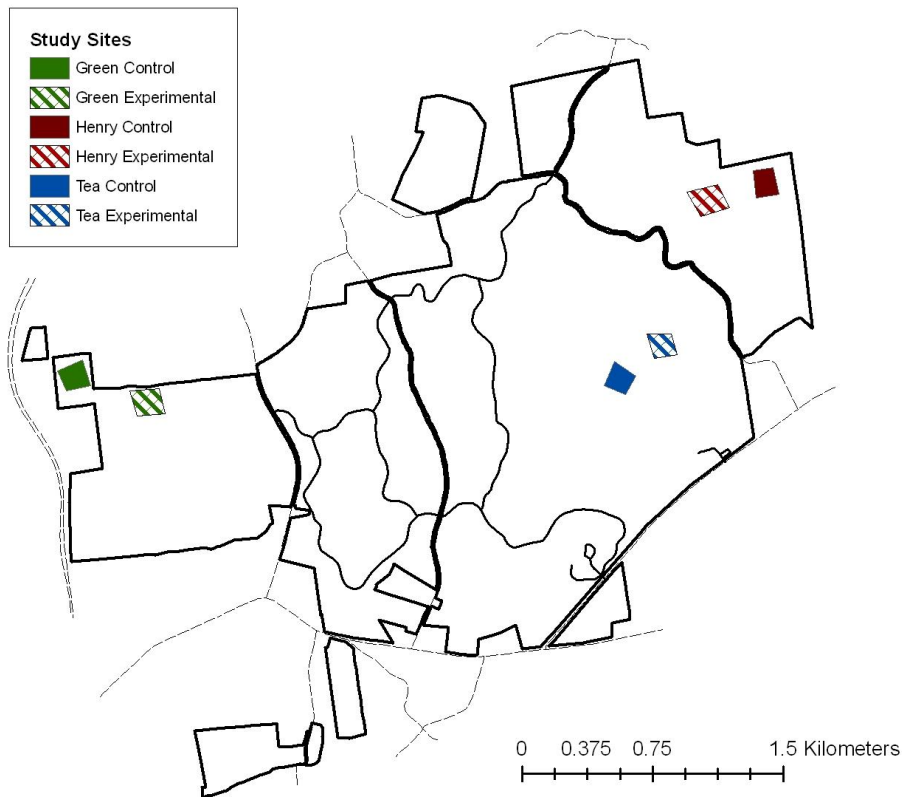 Study Sites
Green Control
Green Experimental
Henry Control
Henry Experimental
Tea Control
Tea Experimental
0 0.375 0.75 1.5 Kilometers